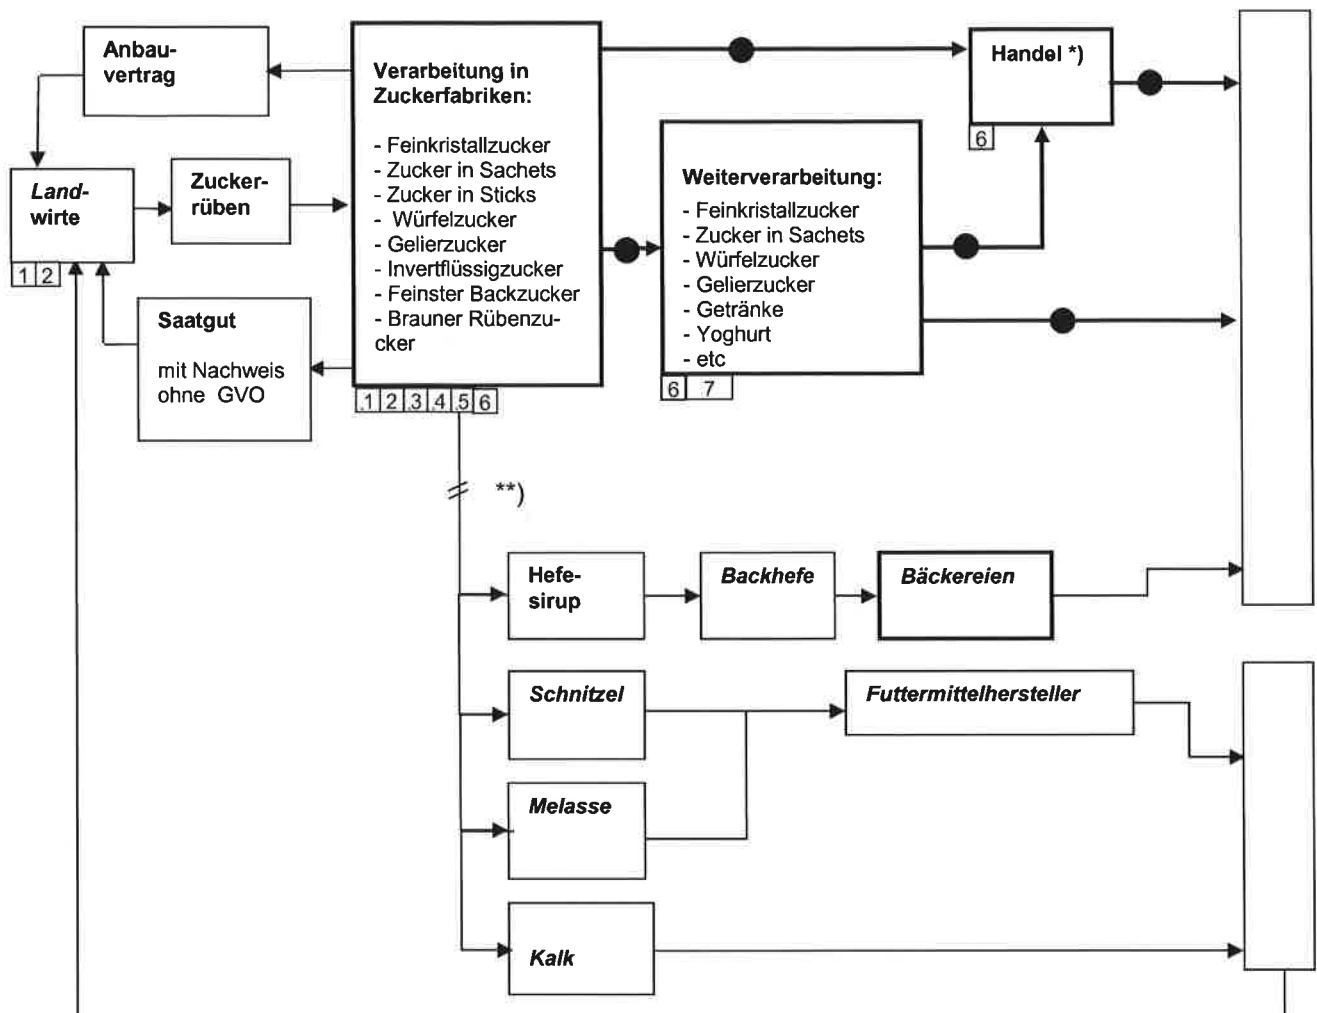 Anbau-
vertrag
Verarbeitung in
Zuckerfabriken:
- Feinkristallzucker
- Zucker in Sachets
- Zucker in Sticks
- Würfelzucker
- Gelierzucker
- Invertflüssigzucker
- Feinster Backzucker
- Brauner Rübenzu-
cker
.1 2 .3 .4 .5 6
Handel *)
6
Land-
wirte
1 2
Zucker-
rüben
Weiterverarbeitung:
- Feinkristallzucker
- Zucker in Sachets
- Würfelzucker
- Gelierzucker
- Getränke
- Yoghurt
- etc
6 7
Saatgut
mit Nachweis
ohne GVO
**)
Hefe-
sirup
Backhefe
Bäckereien
Schnitzel
Futtermittelhersteller
Melasse
Kalk